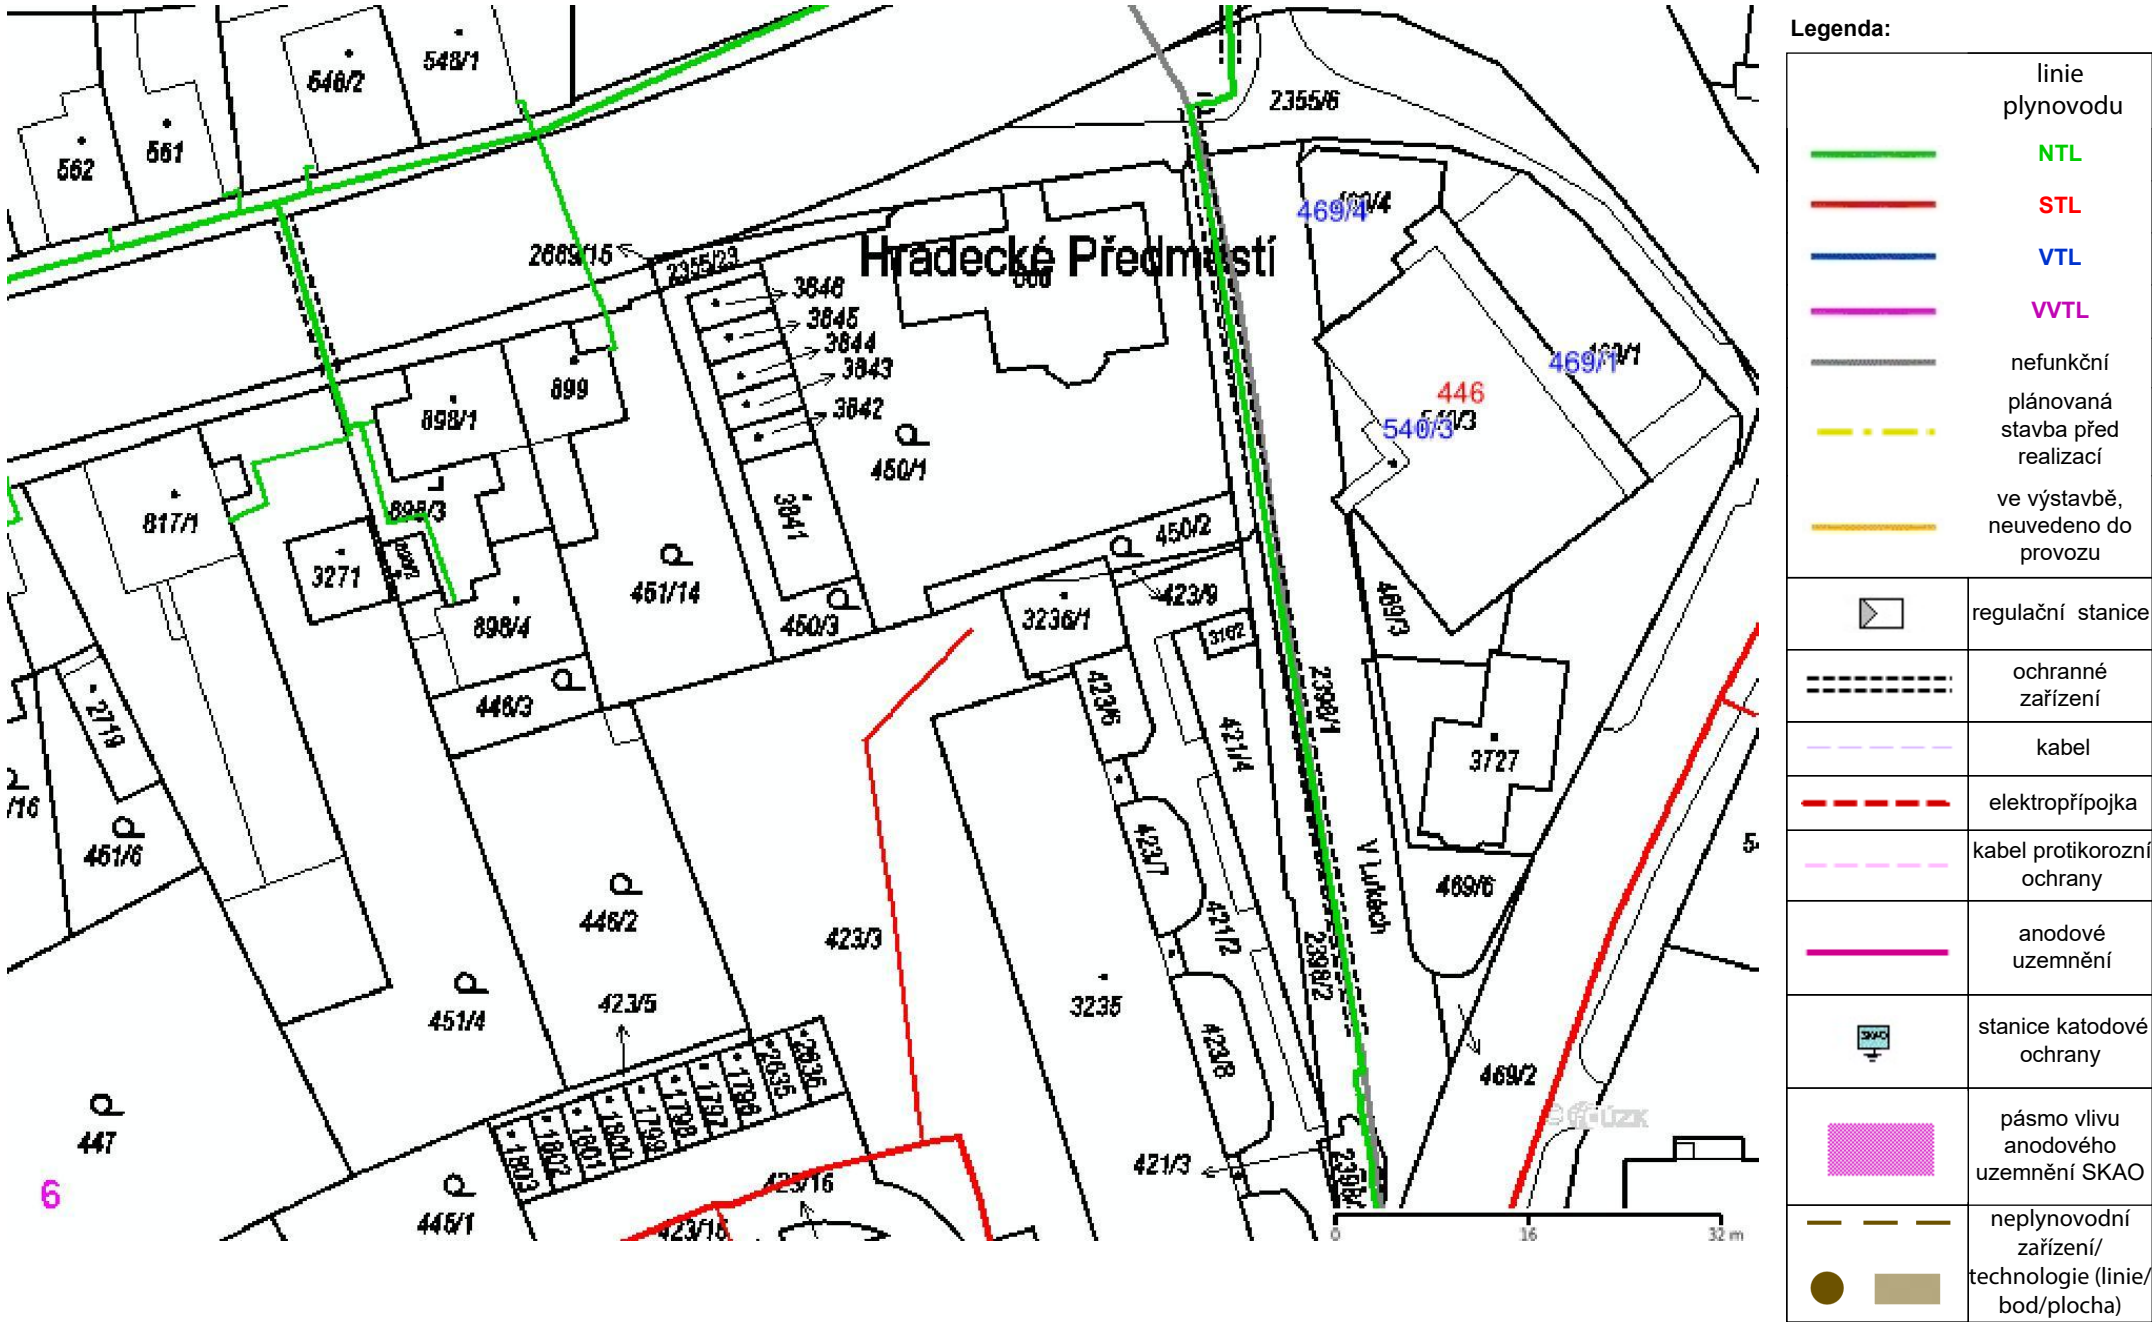 546/2
548/1
562
561
2355/6
469/4
2689/15
2355/23
Hradecké Předměstí
3846
3845
3844
3843
3842
899
898/1
450/1
469/1
446
540/3
817/1
898/3
3271
3841
450/2
451/14
898/4
450/3
3236/1
423/9
3162
469/3
446/3
423/6
2398/1
421/4
3727
2719
/16
451/6
423/7
V Lukách
469/6
446/2
423/3
421/2
2398/2
3235
451/4
423/5
423/8
469/2
447
1803
1802
1801
1800
1799
1798
1797
1796
2635
2636
421/3
6
445/1
423/16
0 16 32 m
Legenda:
linie
plynovodu
NTL
STL
VTL
VVTL
nefunkční
plánovaná
stavba před
realizací
ve výstavbě,
neuvedeno do
provozu
regulační stanice
ochranné
zařízení
kabel
elektropřípojka
kabel protikorozní
ochrany
anodové
uzemnění
SKAO
stanice katodové
ochrany
pásmo vlivu
anodového
uzemnění SKAO
neplynovodní
zařízení/
technologie (linie/
bod/plocha)